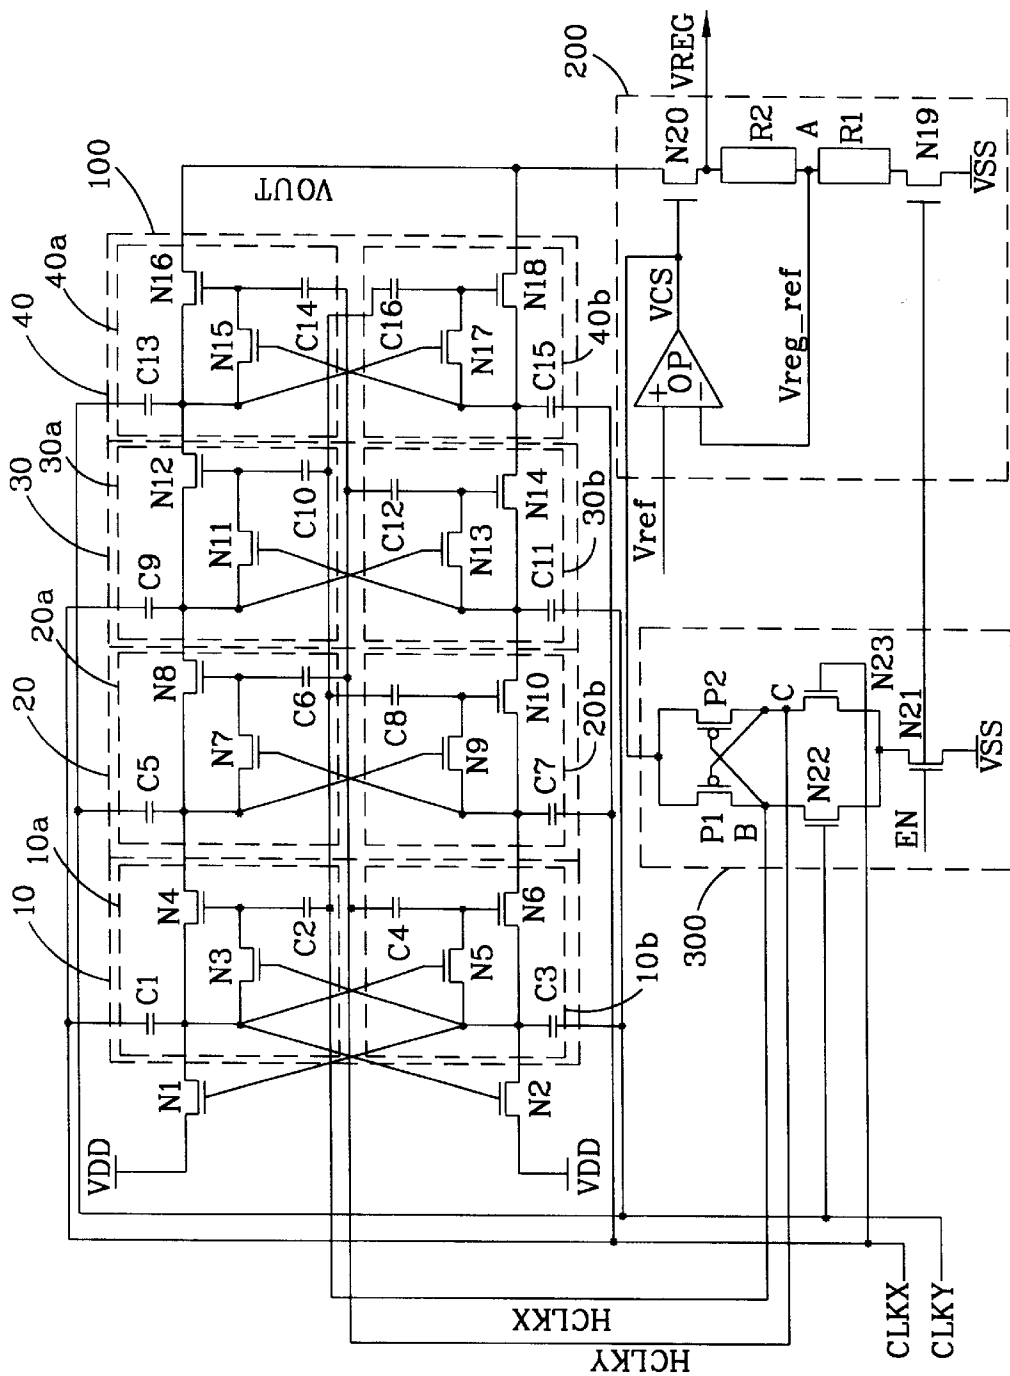 10
10a
20
20a
30
30a
40
40a
100
C1
C5
C9
C13
N1
N4
N8
N12
N16
VDD
N3
N7
N11
N15
VOUT
C2
C6
C10
C14
C4
C8
C12
C16
N5
N9
N13
N17
N2
N6
N10
N14
N18
VDD
C3
C7
C11
C15
10b
20b
30b
40b
HCLKX
HCLKY
CLKX
CLKY
300
P1
P2
B
C
N22
N23
N21
EN
VSS
Vref
+
OP
−
VCS
Vreg_ref
200
N20
VREG
R2
A
R1
N19
VSS